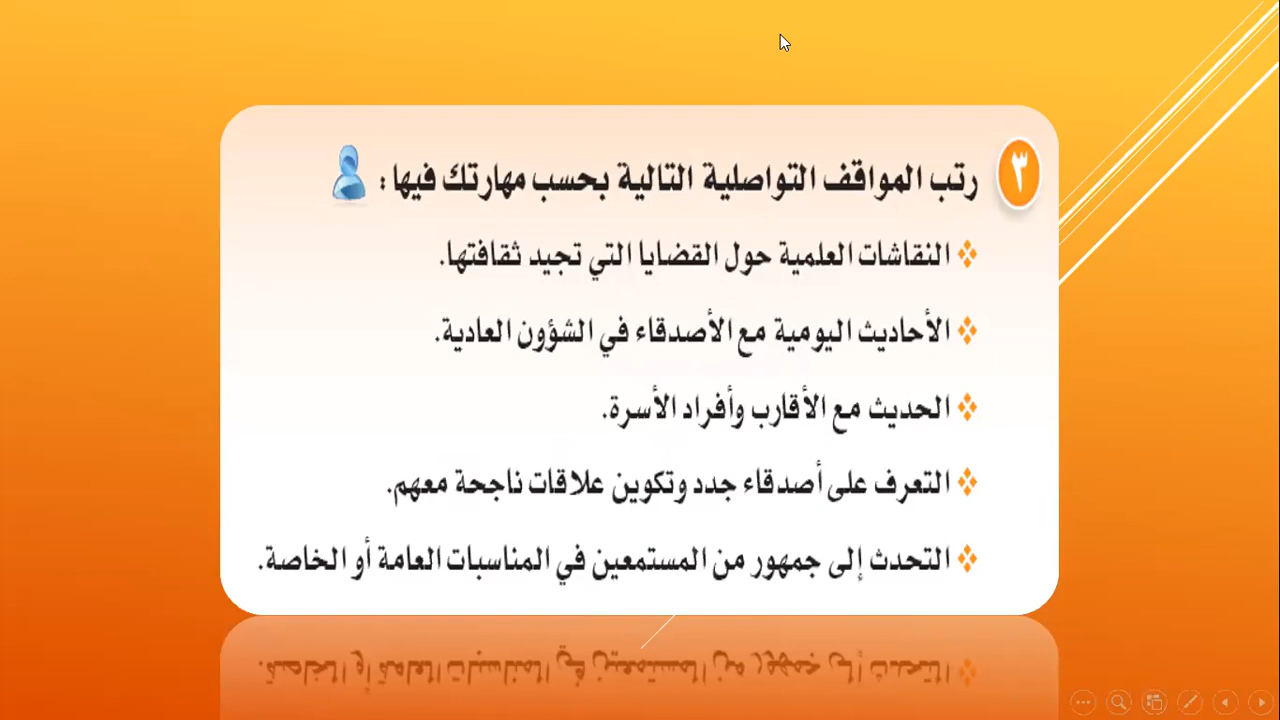 ٣ رتب المواقف التواصلية التالية بحسب مهارتك فيها :
النقاشات العلمية حول القضايا التي تجيد ثقافتها.
الأحاديث اليومية مع الأصدقاء في الشؤون العادية.
الحديث مع الأقارب وأفراد الأسرة.
التعرف على أصدقاء جدد وتكوين علاقات ناجحة معهم.
التحدث إلى جمهور من المستمعين في المناسبات العامة أو الخاصة.